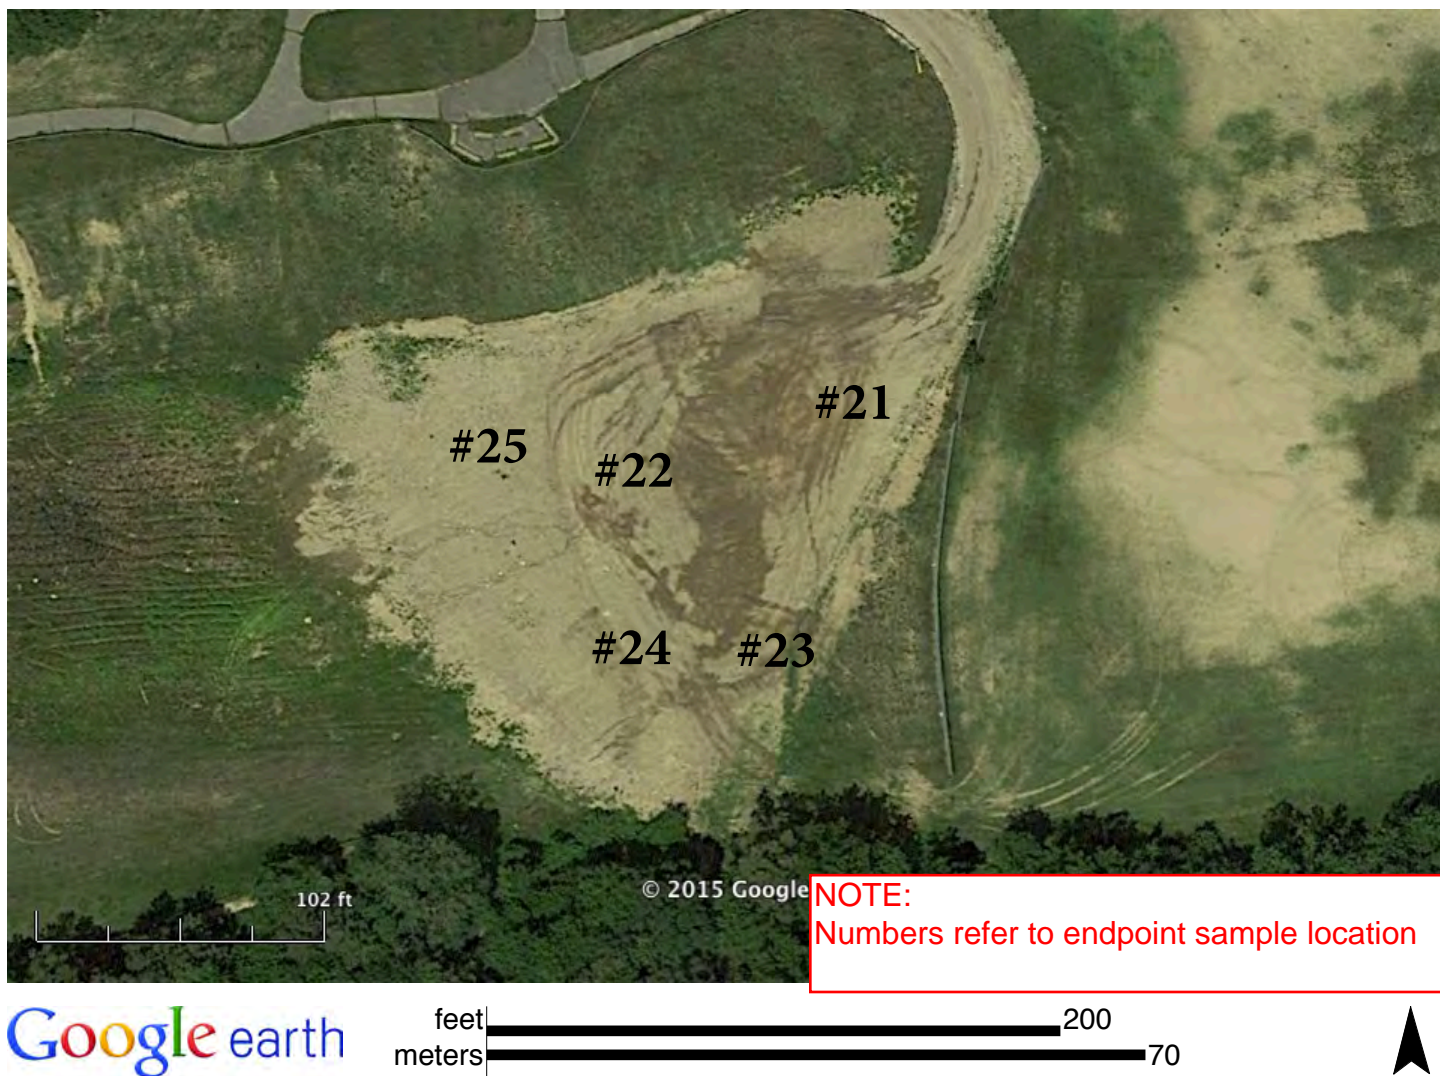 #21
#25
#22
#24
#23
102 ft
© 2015 Google
NOTE:
Numbers refer to endpoint sample location
Google earth
feet 200
meters 70